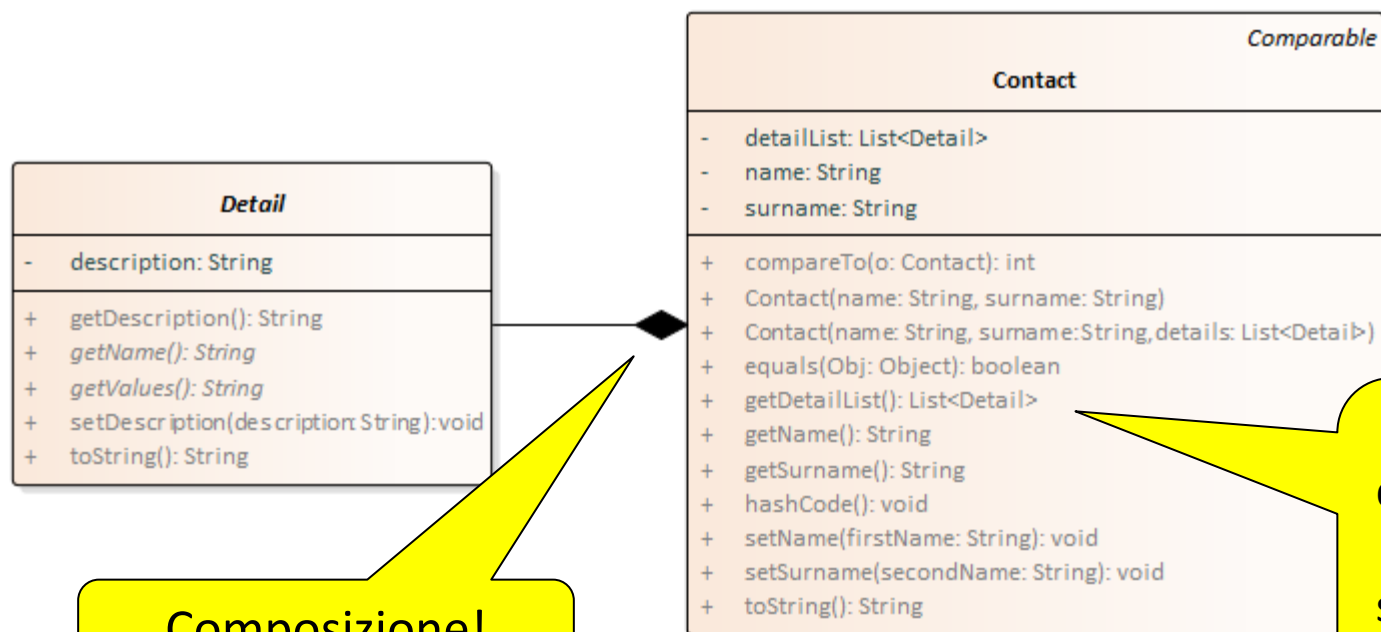 Detail
- description: String
+ getDescription(): String
+ getName(): String
+ getValues(): String
+ setDescription(description: String):void
+ toString(): String
Comparable
Contact
- detailList: List<Detail>
- name: String
- surname: String
+ compareTo(o: Contact): int
+ Contact(name: String, surname: String)
+ Contact(name: String, surname:String,details: List<Detail>)
+ equals(Obj: Object): boolean
+ getDetailList(): List<Detail>
+ getName(): String
+ getSurname(): String
+ hashCode(): void
+ setName(firstName: String): void
+ setSurname(secondName: String): void
+ toString(): String
Composizione!